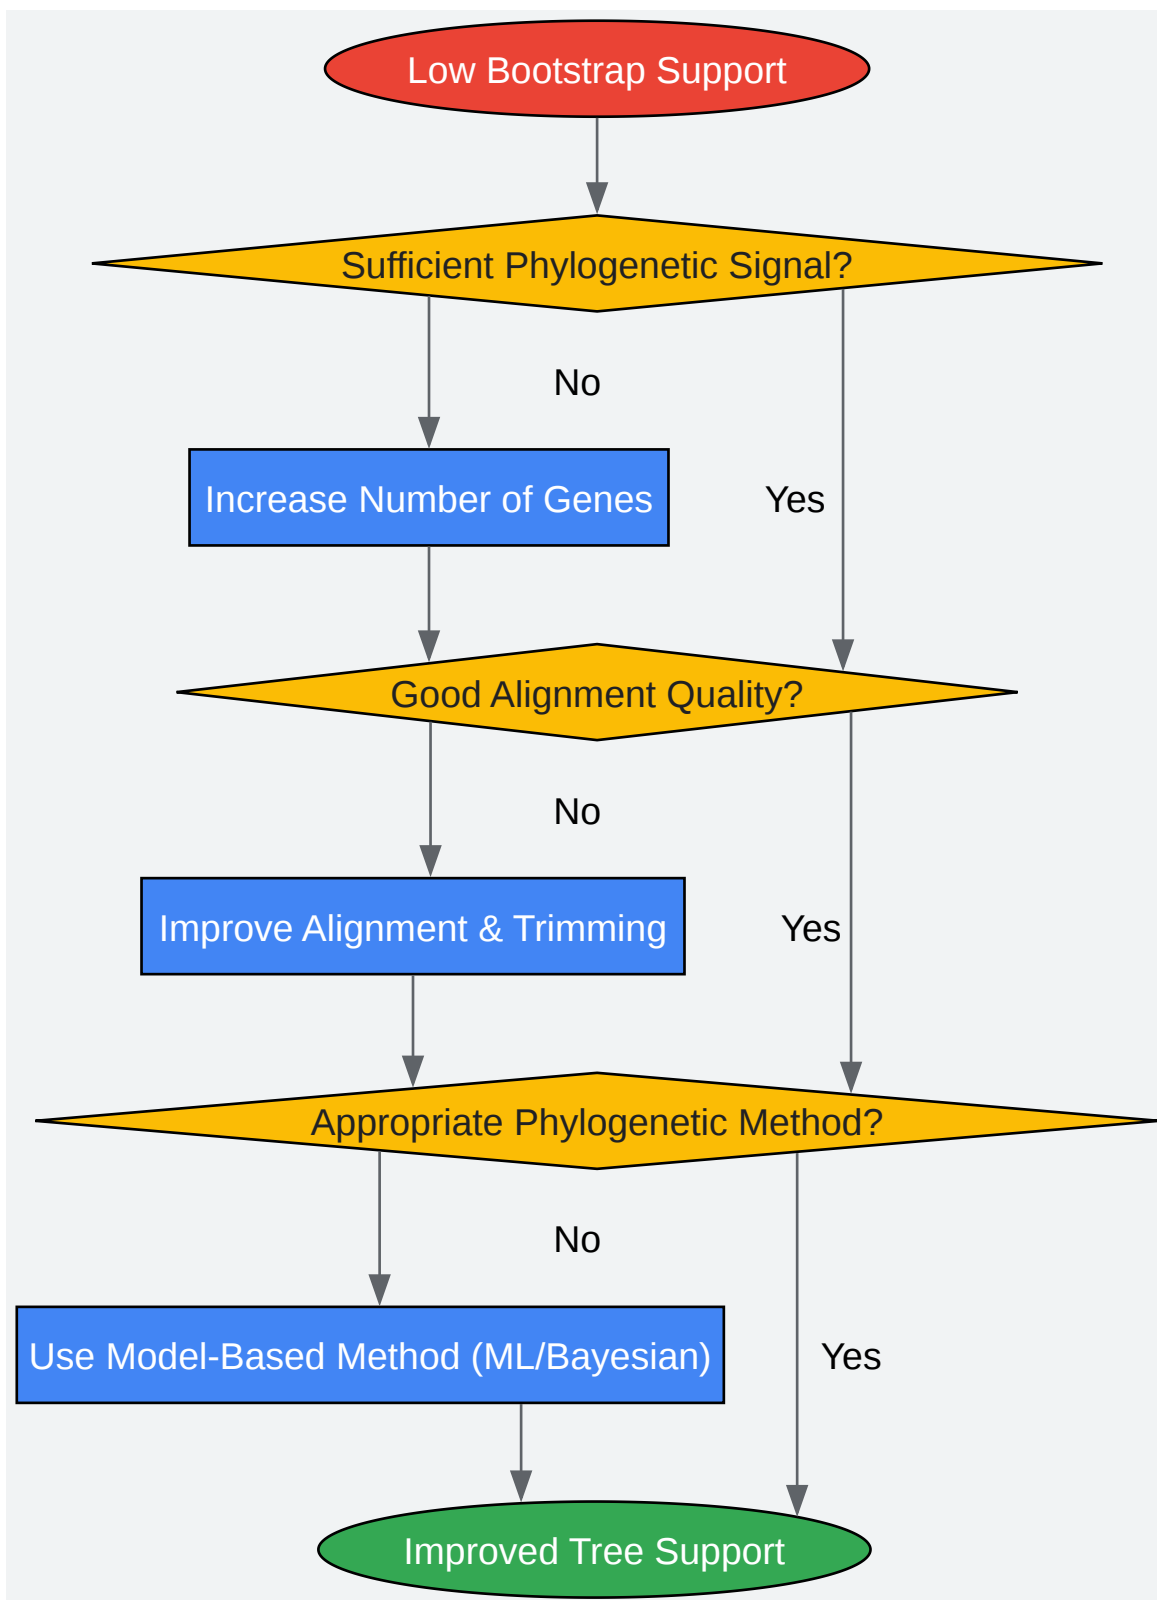 Low Bootstrap Support
Sufficient Phylogenetic Signal?
No
Increase Number of Genes
Yes
Good Alignment Quality?
No
Improve Alignment & Trimming
Yes
Appropriate Phylogenetic Method?
No
Use Model-Based Method (ML/Bayesian)
Yes
Improved Tree Support